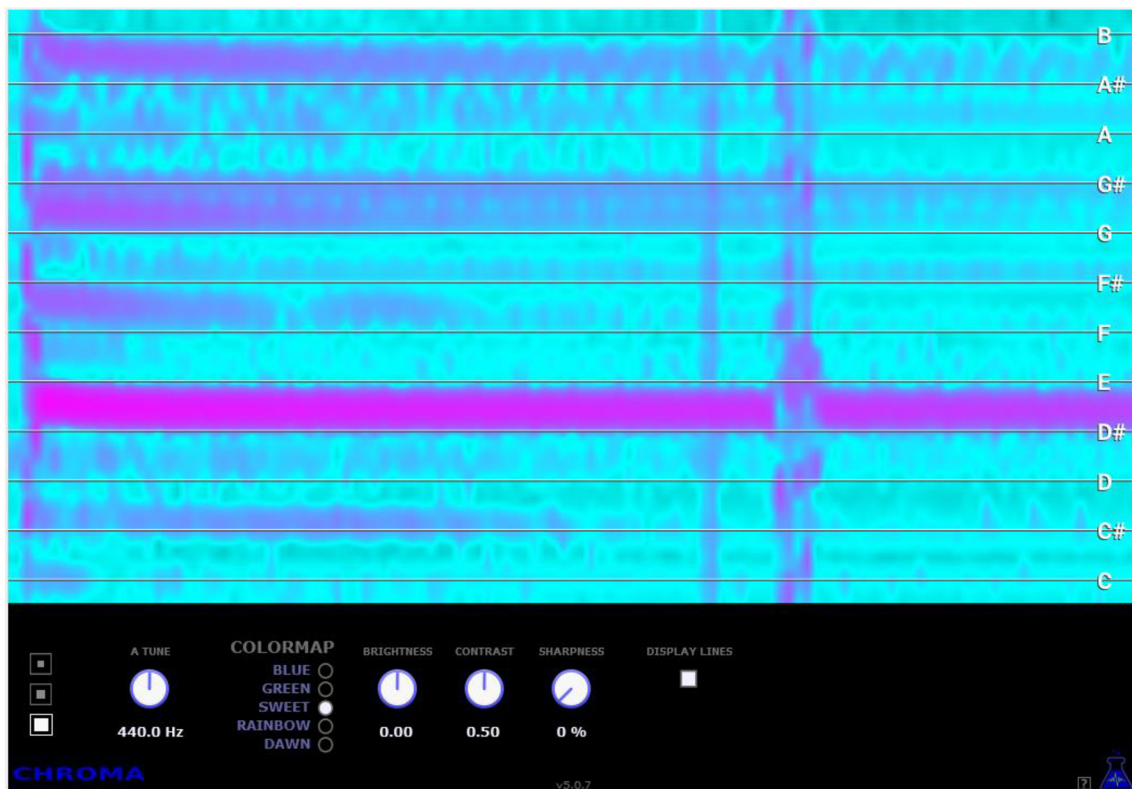 B
A#
A
G#
G
F#
F
E
D#
D
C#
C
A TUNE
440.0 Hz
COLORMAP
BLUE
GREEN
SWEET
RAINBOW
DAWN
BRIGHTNESS
0.00
CONTRAST
0.50
SHARPNESS
0 %
DISPLAY LINES
CHROMA
v5.0.7
?